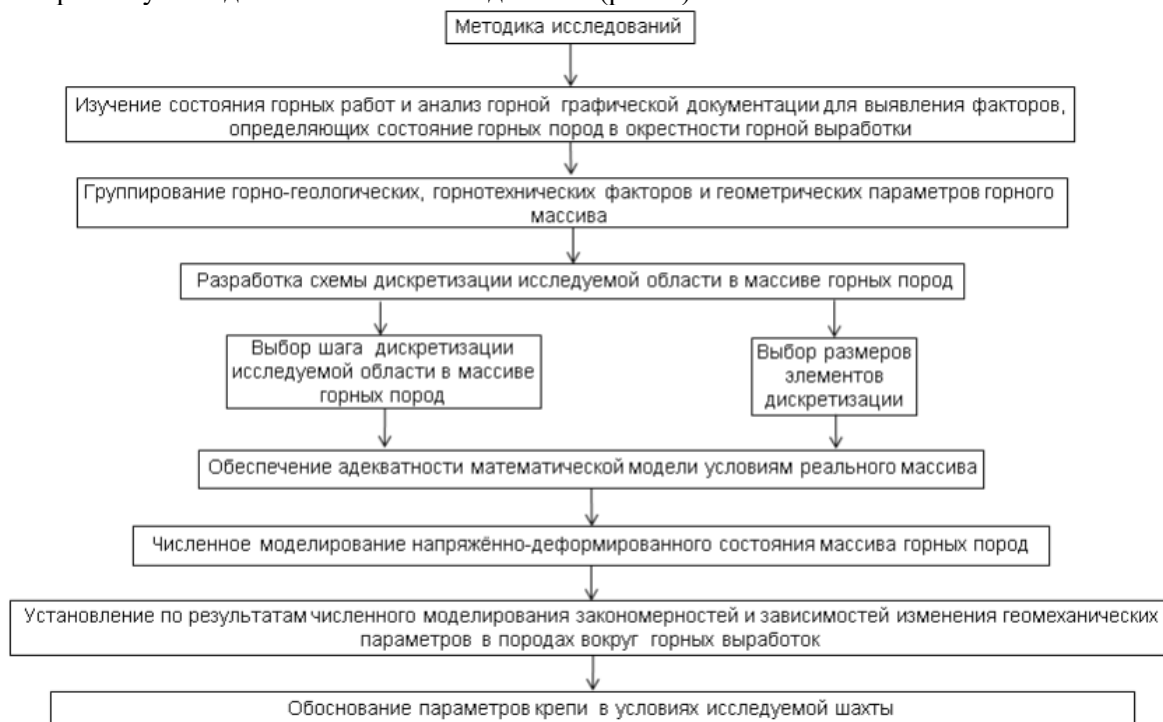 Методика исследований
Изучение состояния горных работ и анализ горной графической документации для выявления факторов,
определяющих состояние горных пород в окрестности горной выработки
Группирование горно-геологических, горнотехнических факторов и геометрических параметров горного
массива
Разработка схемы дискретизации исследуемой области в массиве горных пород
Выбор шага дискретизации
исследуемой области в массиве
горных пород
Выбор размеров
элементов
дискретизации
Обеспечение адекватности математической модели условиям реального массива
Численное моделирование напряжённо-деформированного состояния массива горных пород
Установление по результатам численного моделирования закономерностей и зависимостей изменения геомеханических
параметров в породах вокруг горных выработок
Обоснование параметров крепи в условиях исследуемой шахты